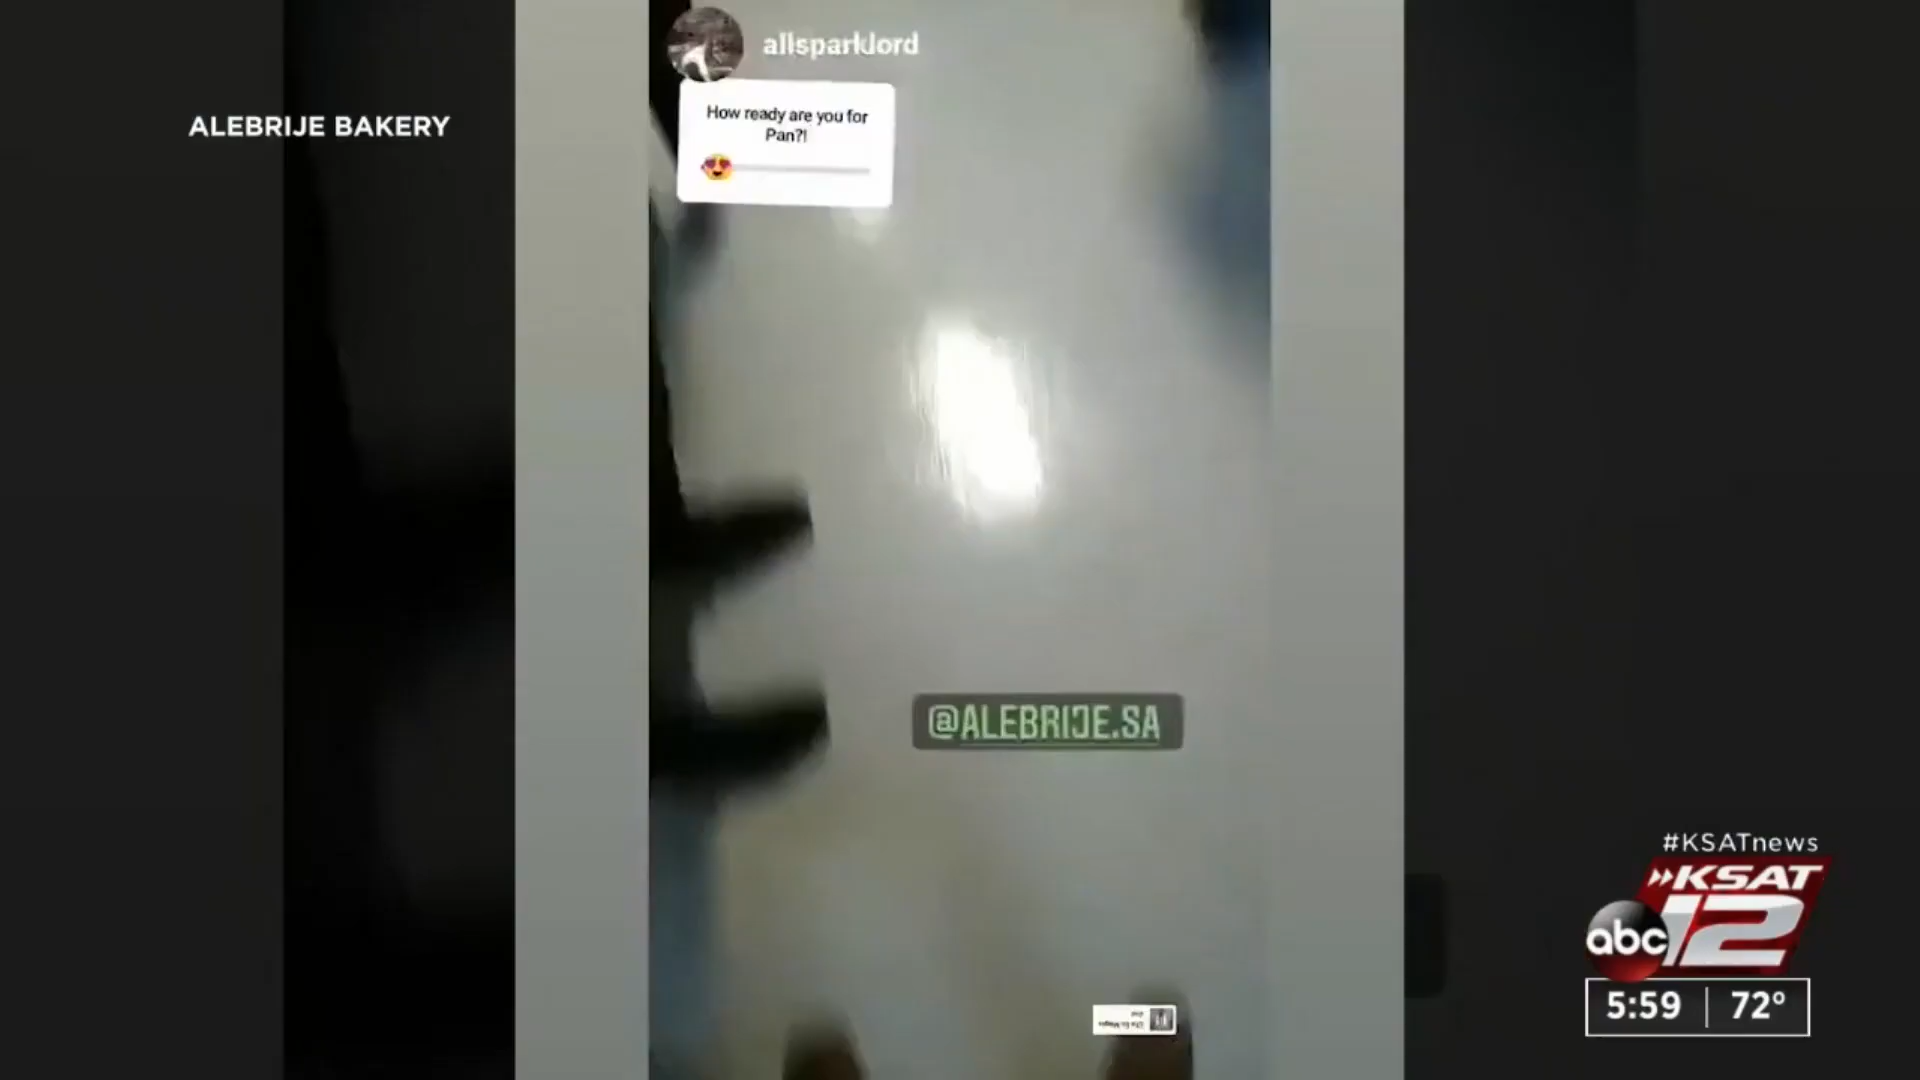 allsparklord
ALEBRIJE BAKERY
How ready are you for
Pan?!
@ALEBRIJE.SA
#KSATnews
KSAT
12
abc
5:59 72°